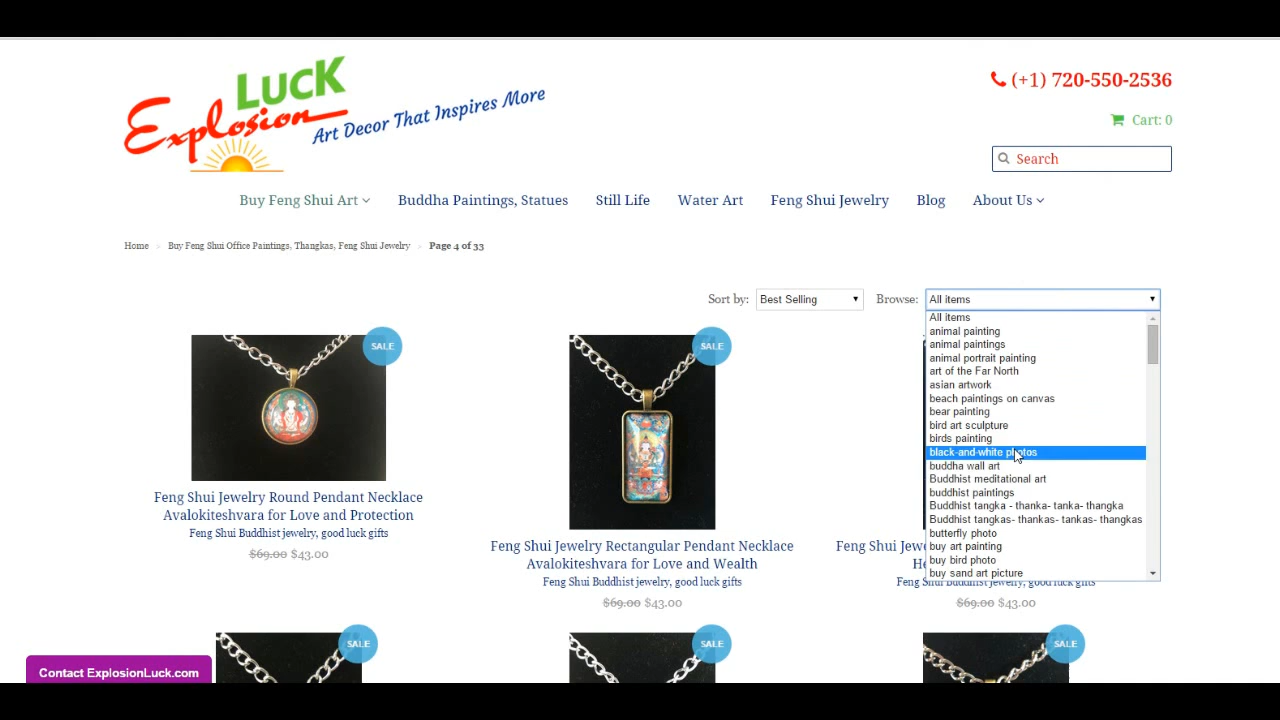 LUCK
Explosion
Art Decor That Inspires More
(+1) 720-550-2536
Cart: 0
Search
Buy Feng Shui Art
Buddha Paintings, Statues
Still Life
Water Art
Feng Shui Jewelry
Blog
About Us
Home > Buy Feng Shui Office Paintings, Thangkas, Feng Shui Jewelry > Page 4 of 33
Sort by: Best Selling
Browse: All items
All items
animal painting
animal paintings
animal portrait painting
art of the Far North
asian artwork
beach paintings on canvas
bear painting
bird art sculpture
birds painting
black-and-white photos
buddha wall art
Buddhist meditational art
buddhist paintings
Buddhist tangka - thanka- tanka- thangka
Buddhist tangkas- thankas- tankas- thangkas
butterfly photo
buy art painting
buy bird photo
buy sand art picture
SALE
Feng Shui Jewelry Round Pendant Necklace
Avalokiteshvara for Love and Protection
Feng Shui Buddhist jewelry, good luck gifts
$69.00 $43.00
SALE
Feng Shui Jewelry Rectangular Pendant Necklace
Avalokiteshvara for Love and Wealth
Feng Shui Buddhist jewelry, good luck gifts
$69.00 $43.00
Feng Shui
Feng Shui Buddhist jewelry, good luck gifts
$69.00 $43.00
SALE
SALE
SALE
Contact ExplosionLuck.com